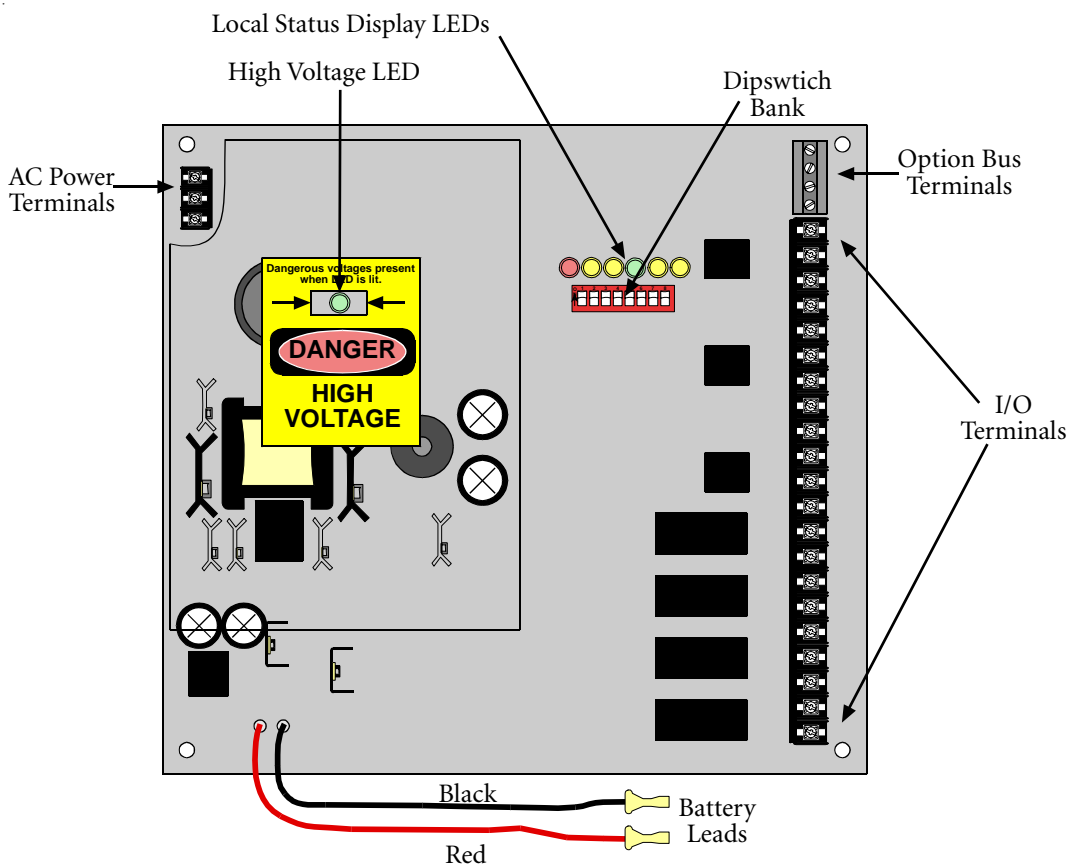 Local Status Display LEDs
High Voltage LED
Dipswtich
Bank
AC Power
Terminals
Option Bus
Terminals
Dangerous voltages present
when LED is lit.
DANGER
HIGH
VOLTAGE
I/O
Terminals
Black
Battery
Leads
Red